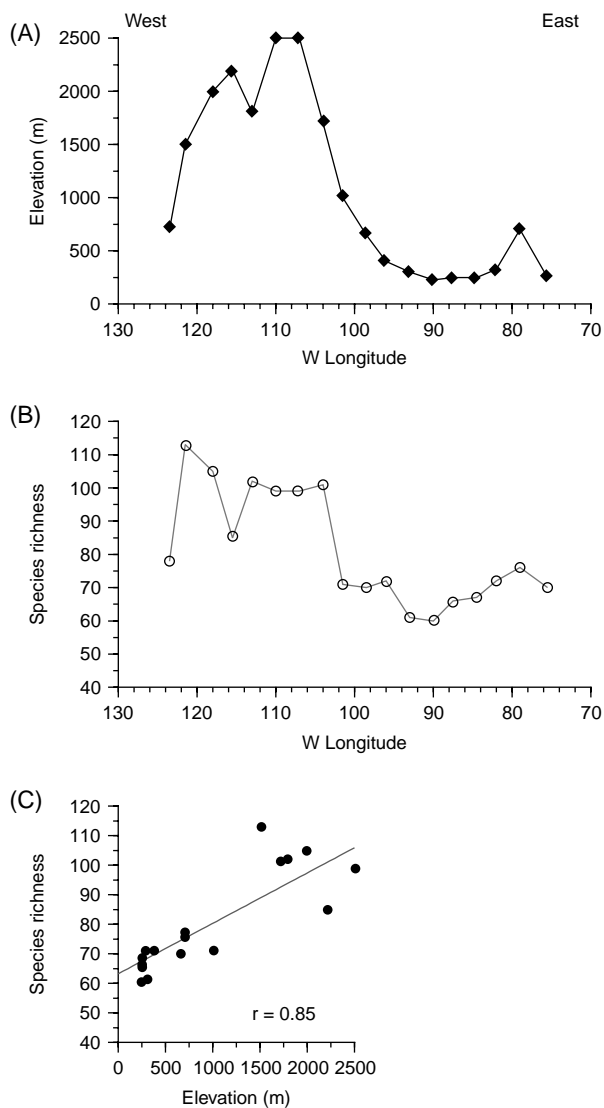 (A)
West East
2500
2000
1500
1000
500
0
Elevation (m)
130 120 110 100 90 80 70
W Longitude
(B)
120
110
100
90
80
70
60
50
40
Species richness
130 120 110 100 90 80 70
W Longitude
(C)
120
110
100
90
80
70
60
50
40
Species richness
r = 0.85
0 500 1000 1500 2000 2500
Elevation (m)